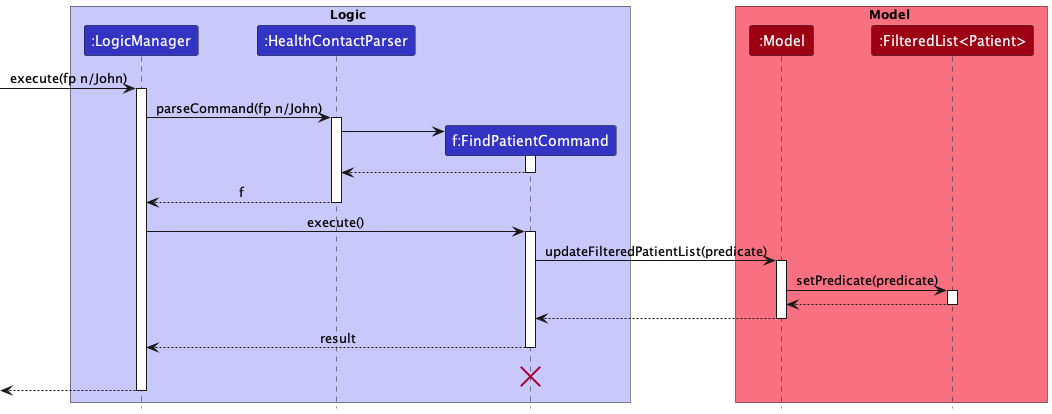 Logic
Model
:LogicManager
:HealthContactParser
:Model
:FilteredList<Patient>
execute(fp n/John)
parseCommand(fp n/John)
f:FindPatientCommand
f
execute()
updateFilteredPatientList(predicate)
setPredicate(predicate)
result